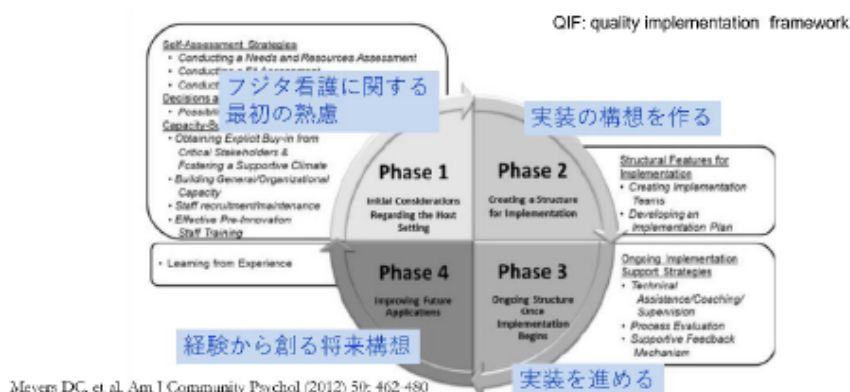 QIF: quality implementation framework
Self-Assessment Strategies
• Conducting a Needs and Resources Assessment
• Conducting a
• Conduct
Decisions a
• Possibili
Capacity-Bu
• Obtaining Explicit Buy-in from
Critical Stakeholders &
Fostering a Supportive Climate
• Building General/Organizational
Capacity
• Staff recruitment/maintenance
• Effective Pre-Innovation
Staff Training
フジタ看護に関する
最初の熟慮
Phase 1
Initial Considerations
Regarding the Host
Setting
実装の構想を作る
Phase 2
Creating a Structure
for Implementation
Structural Features for
Implementation
• Creating Implementation
Teams
• Developing an
Implementation Plan
• Learning from Experience
Phase 4
Improving Future
Applications
経験から創る将来構想
Phase 3
Ongoing Structure
Once
Implementation
Begins
Ongoing Implementation
Support Strategies
• Technical
Assistance/Coaching/
Supervision
• Process Evaluation
• Supportive Feedback
Mechanism
実装を進める
Meyers DC, et al. Am J Community Psychol (2012) 50: 462-480